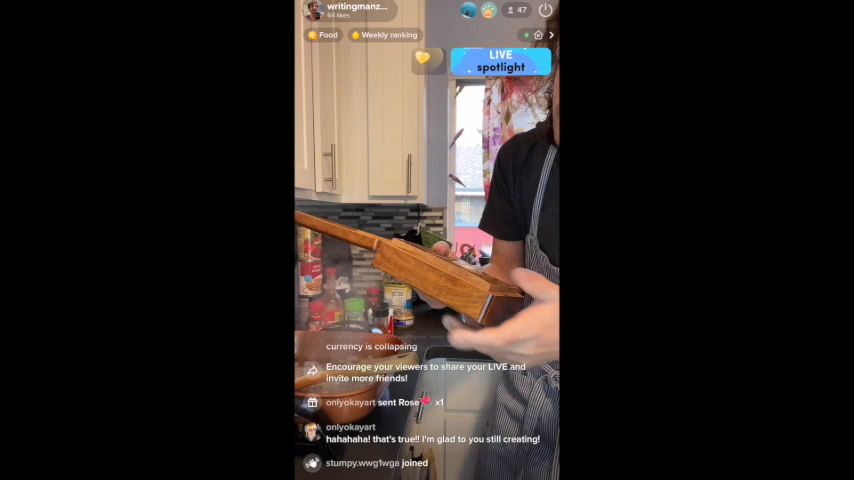 writingmanz...
64 likes
47
Food
Weekly ranking
LIVE
spotlight
currency is collapsing
Encourage your viewers to share your LIVE and
invite more friends!
onlyokayart sent Rose x1
onlyokayart
hahahaha! that's true!! I'm glad to you still creating!
stumpy.wwg1wga joined